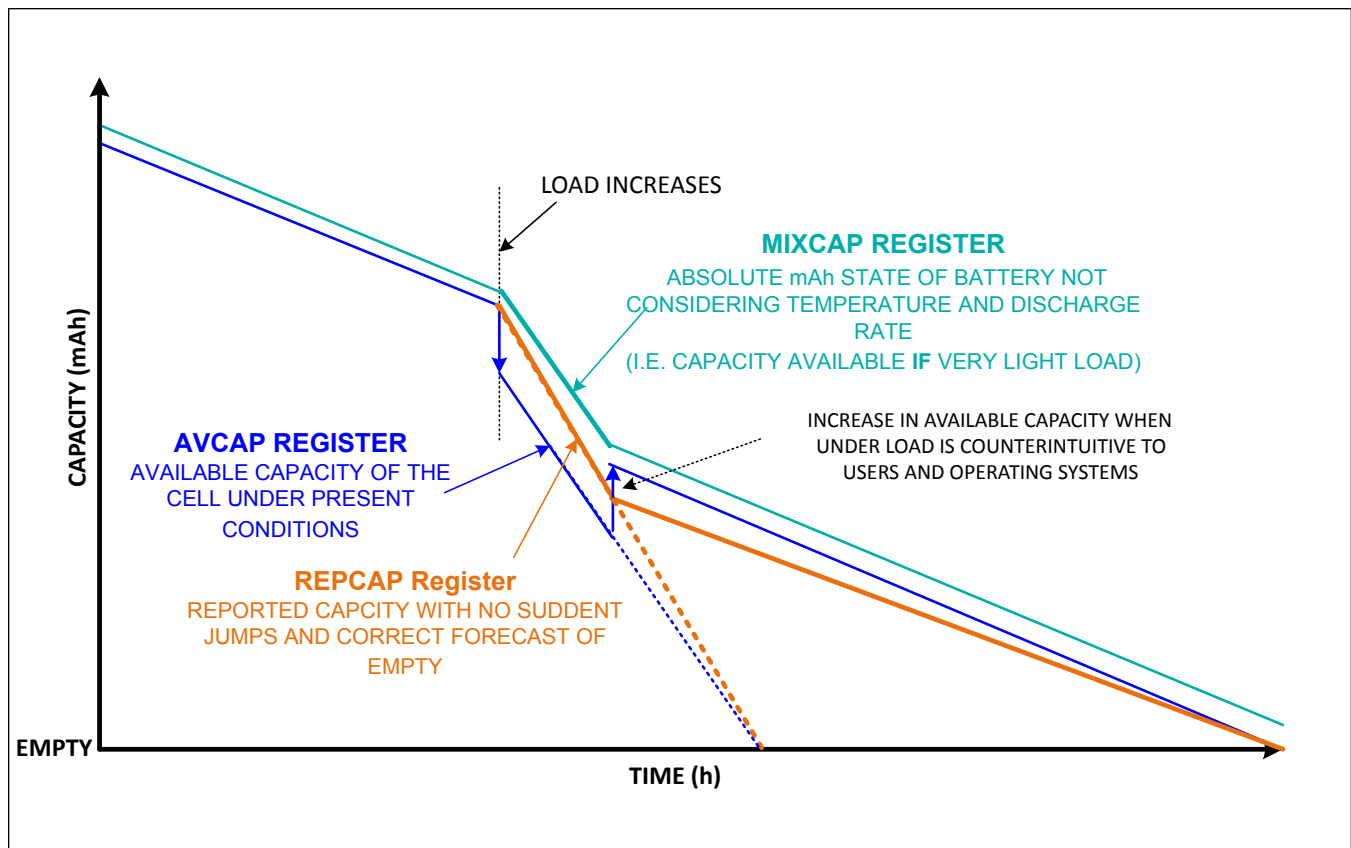 LOAD INCREASES
MIXCAP REGISTER
ABSOLUTE mAh STATE OF BATTERY NOT
CONSIDERING TEMPERATURE AND DISCHARGE
RATE
(I.E. CAPACITY AVAILABLE IF VERY LIGHT LOAD)
CAPACITY (mAh)
INCREASE IN AVAILABLE CAPACITY WHEN
UNDER LOAD IS COUNTERINTUITIVE TO
USERS AND OPERATING SYSTEMS
AVCAP REGISTER
AVAILABLE CAPACITY OF THE
CELL UNDER PRESENT
CONDITIONS
REPCAP Register
REPORTED CAPCITY WITH NO SUDDENT
JUMPS AND CORRECT FORECAST OF
EMPTY
EMPTY
TIME (h)